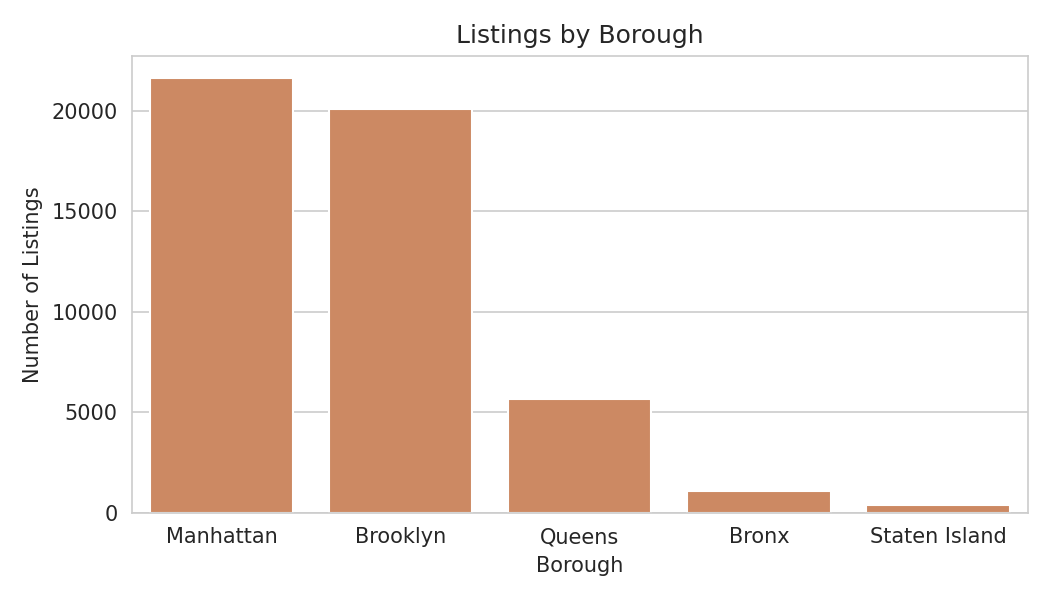 Listings by Borough
Number of Listings
20000
15000
10000
5000
0
Manhattan Brooklyn Queens Bronx Staten Island
Borough